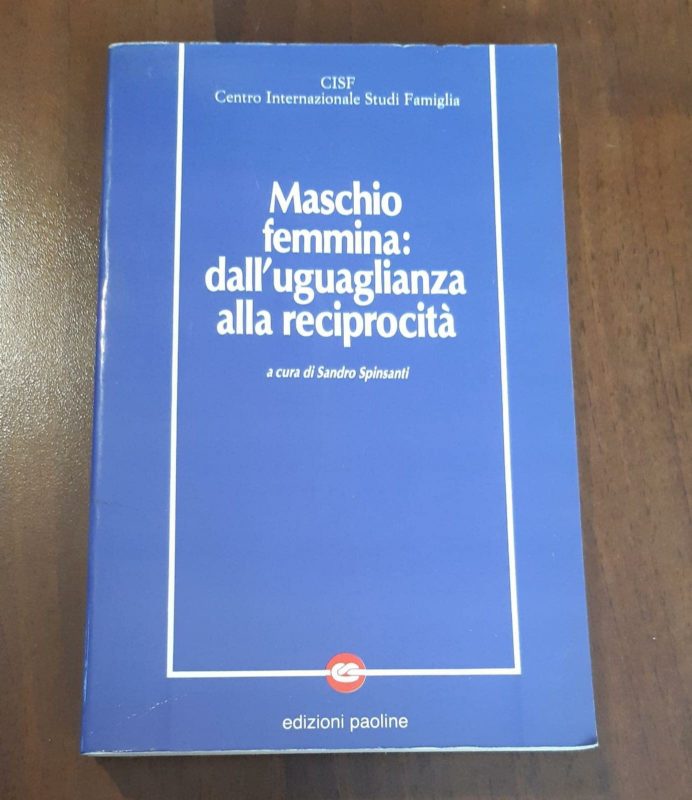 CISF
Centro Internazionale Studi Famiglia
Maschio
femmina:
dall'uguaglianza
alla reciprocità
a cura di Sandro Spinsanti
edizioni paoline